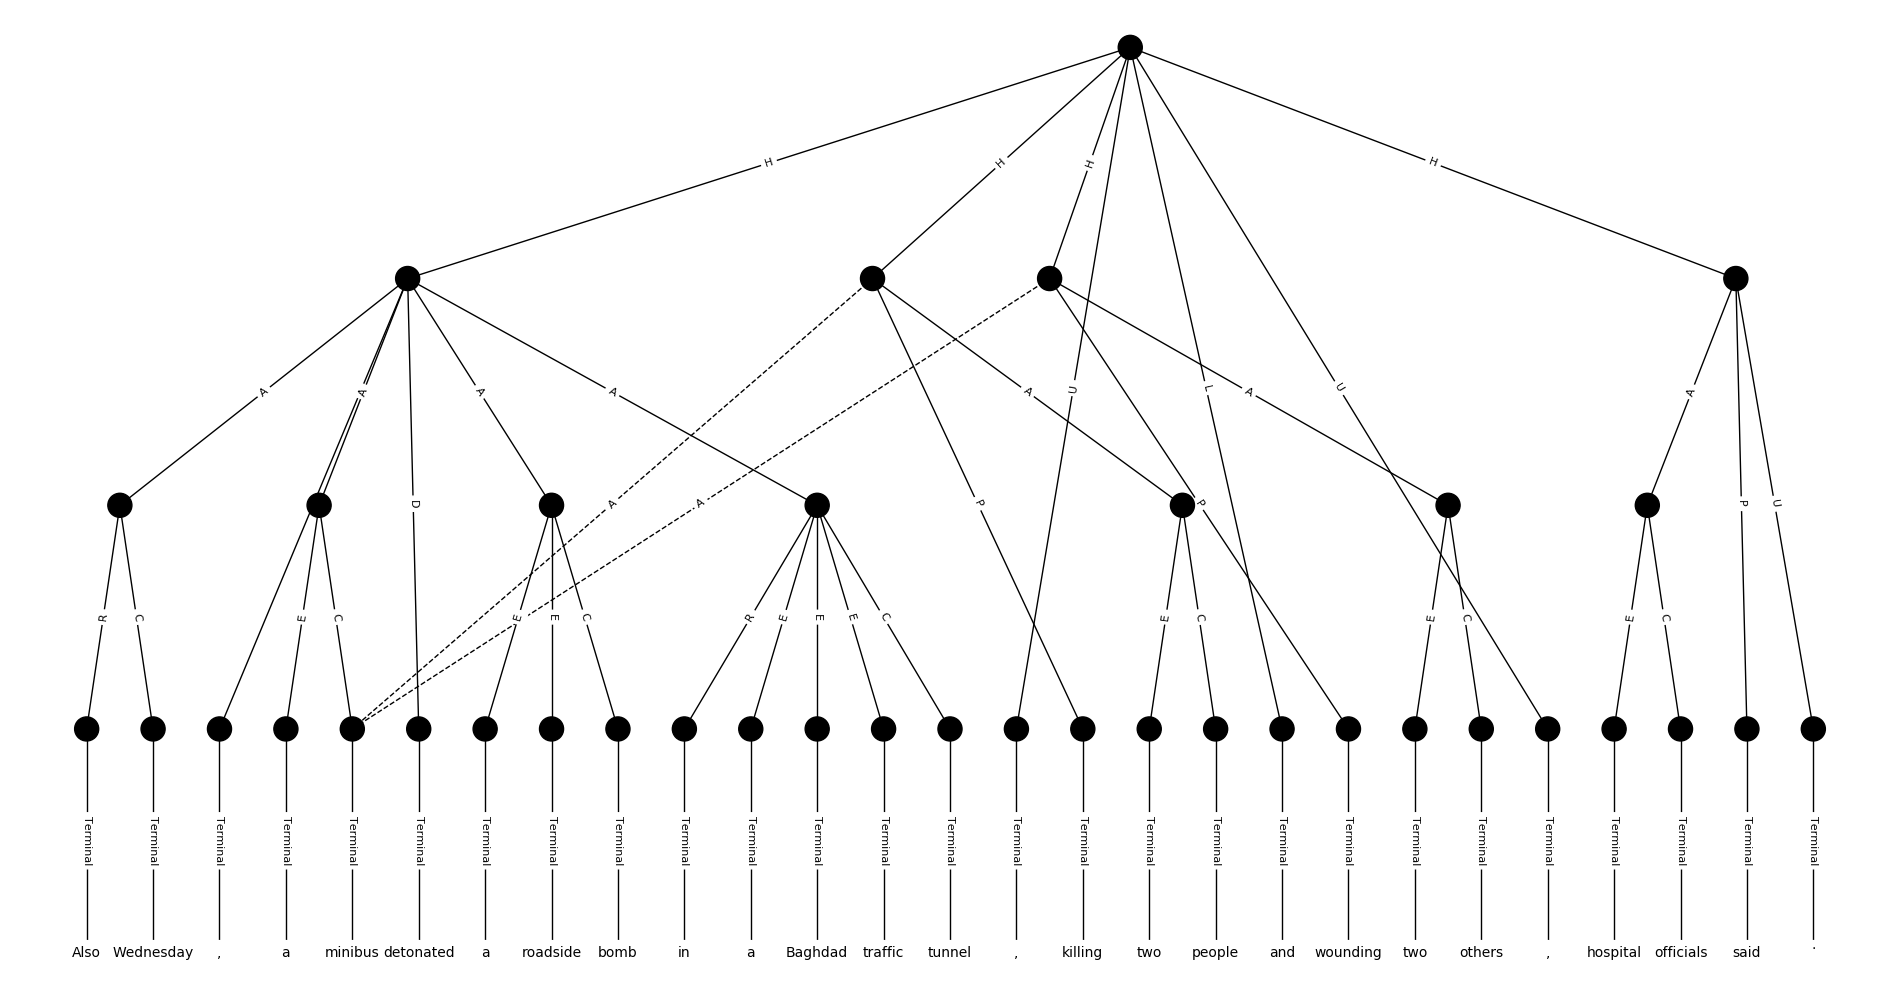 H H H H
A A D A A A P A U P A L U A P U
A A
R C E C E E C R E E E C E C E C E C
Terminal Terminal Terminal Terminal Terminal Terminal Terminal Terminal Terminal Terminal Terminal Terminal Terminal Terminal Terminal Terminal Terminal Terminal Terminal Terminal Terminal Terminal Terminal Terminal Terminal Terminal Terminal
Also Wednesday , a minibus detonated a roadside bomb in a Baghdad traffic tunnel , killing two people and wounding two others , hospital officials said .